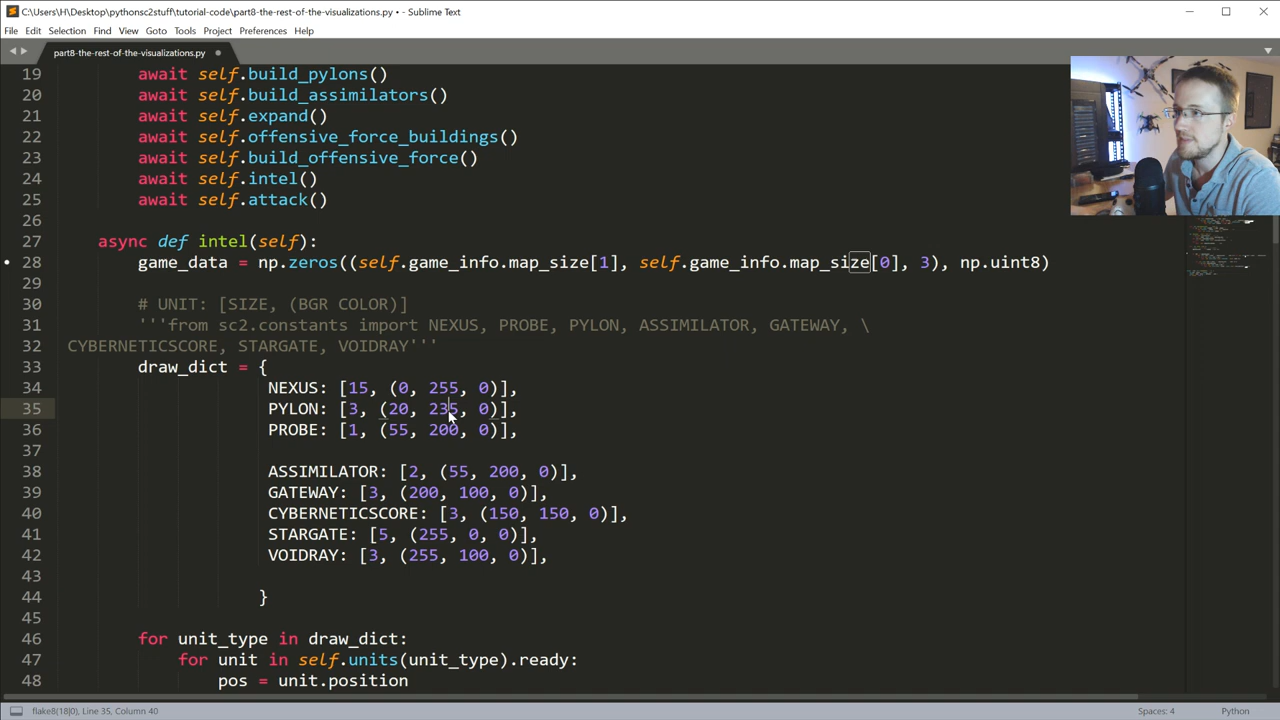 C:\Users\H\Desktop\pythonsc2stuff\tutorial-code\part8-the-rest-of-the-visualizations.py • - Sublime Text
File Edit Selection Find View Goto Tools Project Preferences Help
part8-the-rest-of-the-visualizations.py
19 await self.build_pylons()
20 await self.build_assimilators()
21 await self.expand()
22 await self.offensive_force_buildings()
23 await self.build_offensive_force()
24 await self.intel()
25 await self.attack()
26
27 async def intel(self):
28 game_data = np.zeros((self.game_info.map_size[1], self.game_info.map_size[0], 3), np.uint8)
29
30 # UNIT: [SIZE, (BGR COLOR)]
31 '''from sc2.constants import NEXUS, PROBE, PYLON, ASSIMILATOR, GATEWAY, \
32 CYBERNETICSCORE, STARGATE, VOIDRAY'''
33 draw_dict = {
34 NEXUS: [15, (0, 255, 0)],
35 PYLON: [3, (20, 235, 0)],
36 PROBE: [1, (55, 200, 0)],
37
38 ASSIMILATOR: [2, (55, 200, 0)],
39 GATEWAY: [3, (200, 100, 0)],
40 CYBERNETICSCORE: [3, (150, 150, 0)],
41 STARGATE: [5, (255, 0, 0)],
42 VOIDRAY: [3, (255, 100, 0)],
43
44 }
45
46 for unit_type in draw_dict:
47 for unit in self.units(unit_type).ready:
48 pos = unit.position
flake8(18|0), Line 35, Column 40 Spaces: 4 Python